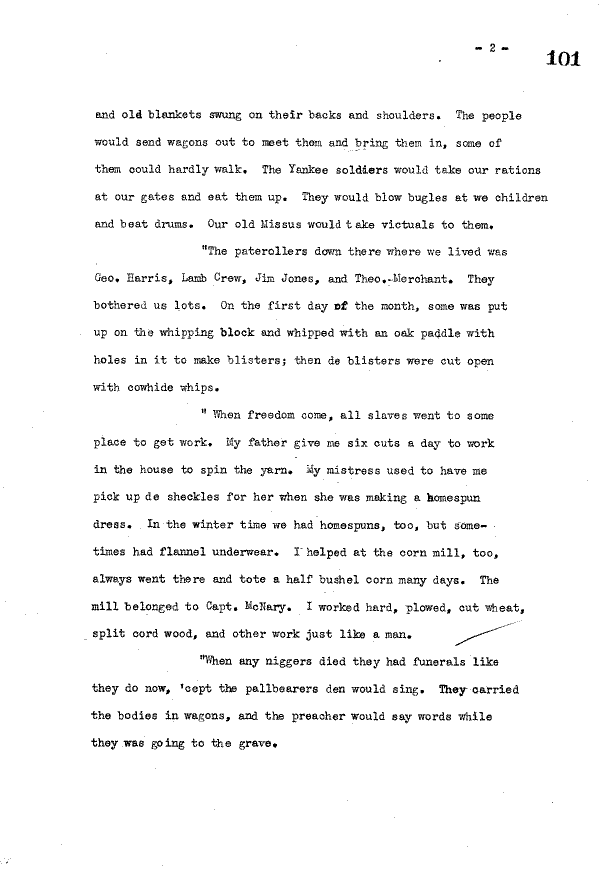 - 2 -
101
and old blankets swung on their backs and shoulders. The people
would send wagons out to meet them and bring them in, some of
them could hardly walk. The Yankee soldiers would take our rations
at our gates and eat them up. They would blow bugles at we children
and beat drums. Our old Missus would take victuals to them.
"The paterollers down there where we lived was
Geo. Harris, Lamb Crew, Jim Jones, and Theo. Merchant. They
bothered us lots. On the first day of the month, some was put
up on the whipping block and whipped with an oak paddle with
holes in it to make blisters; then de blisters were cut open
with cowhide whips.
" When freedom come, all slaves went to some
place to get work. My father give me six cuts a day to work
in the house to spin the yarn. My mistress used to have me
pick up de sheckles for her when she was making a homespun
dress. In the winter time we had homespuns, too, but some-
times had flannel underwear. I helped at the corn mill, too,
always went there and tote a half bushel corn many days. The
mill belonged to Capt. McNary. I worked hard, plowed, cut wheat,
split cord wood, and other work just like a man.
"When any niggers died they had funerals like
they do now, 'cept the pallbearers den would sing. They carried
the bodies in wagons, and the preacher would say words while
they was going to the grave.